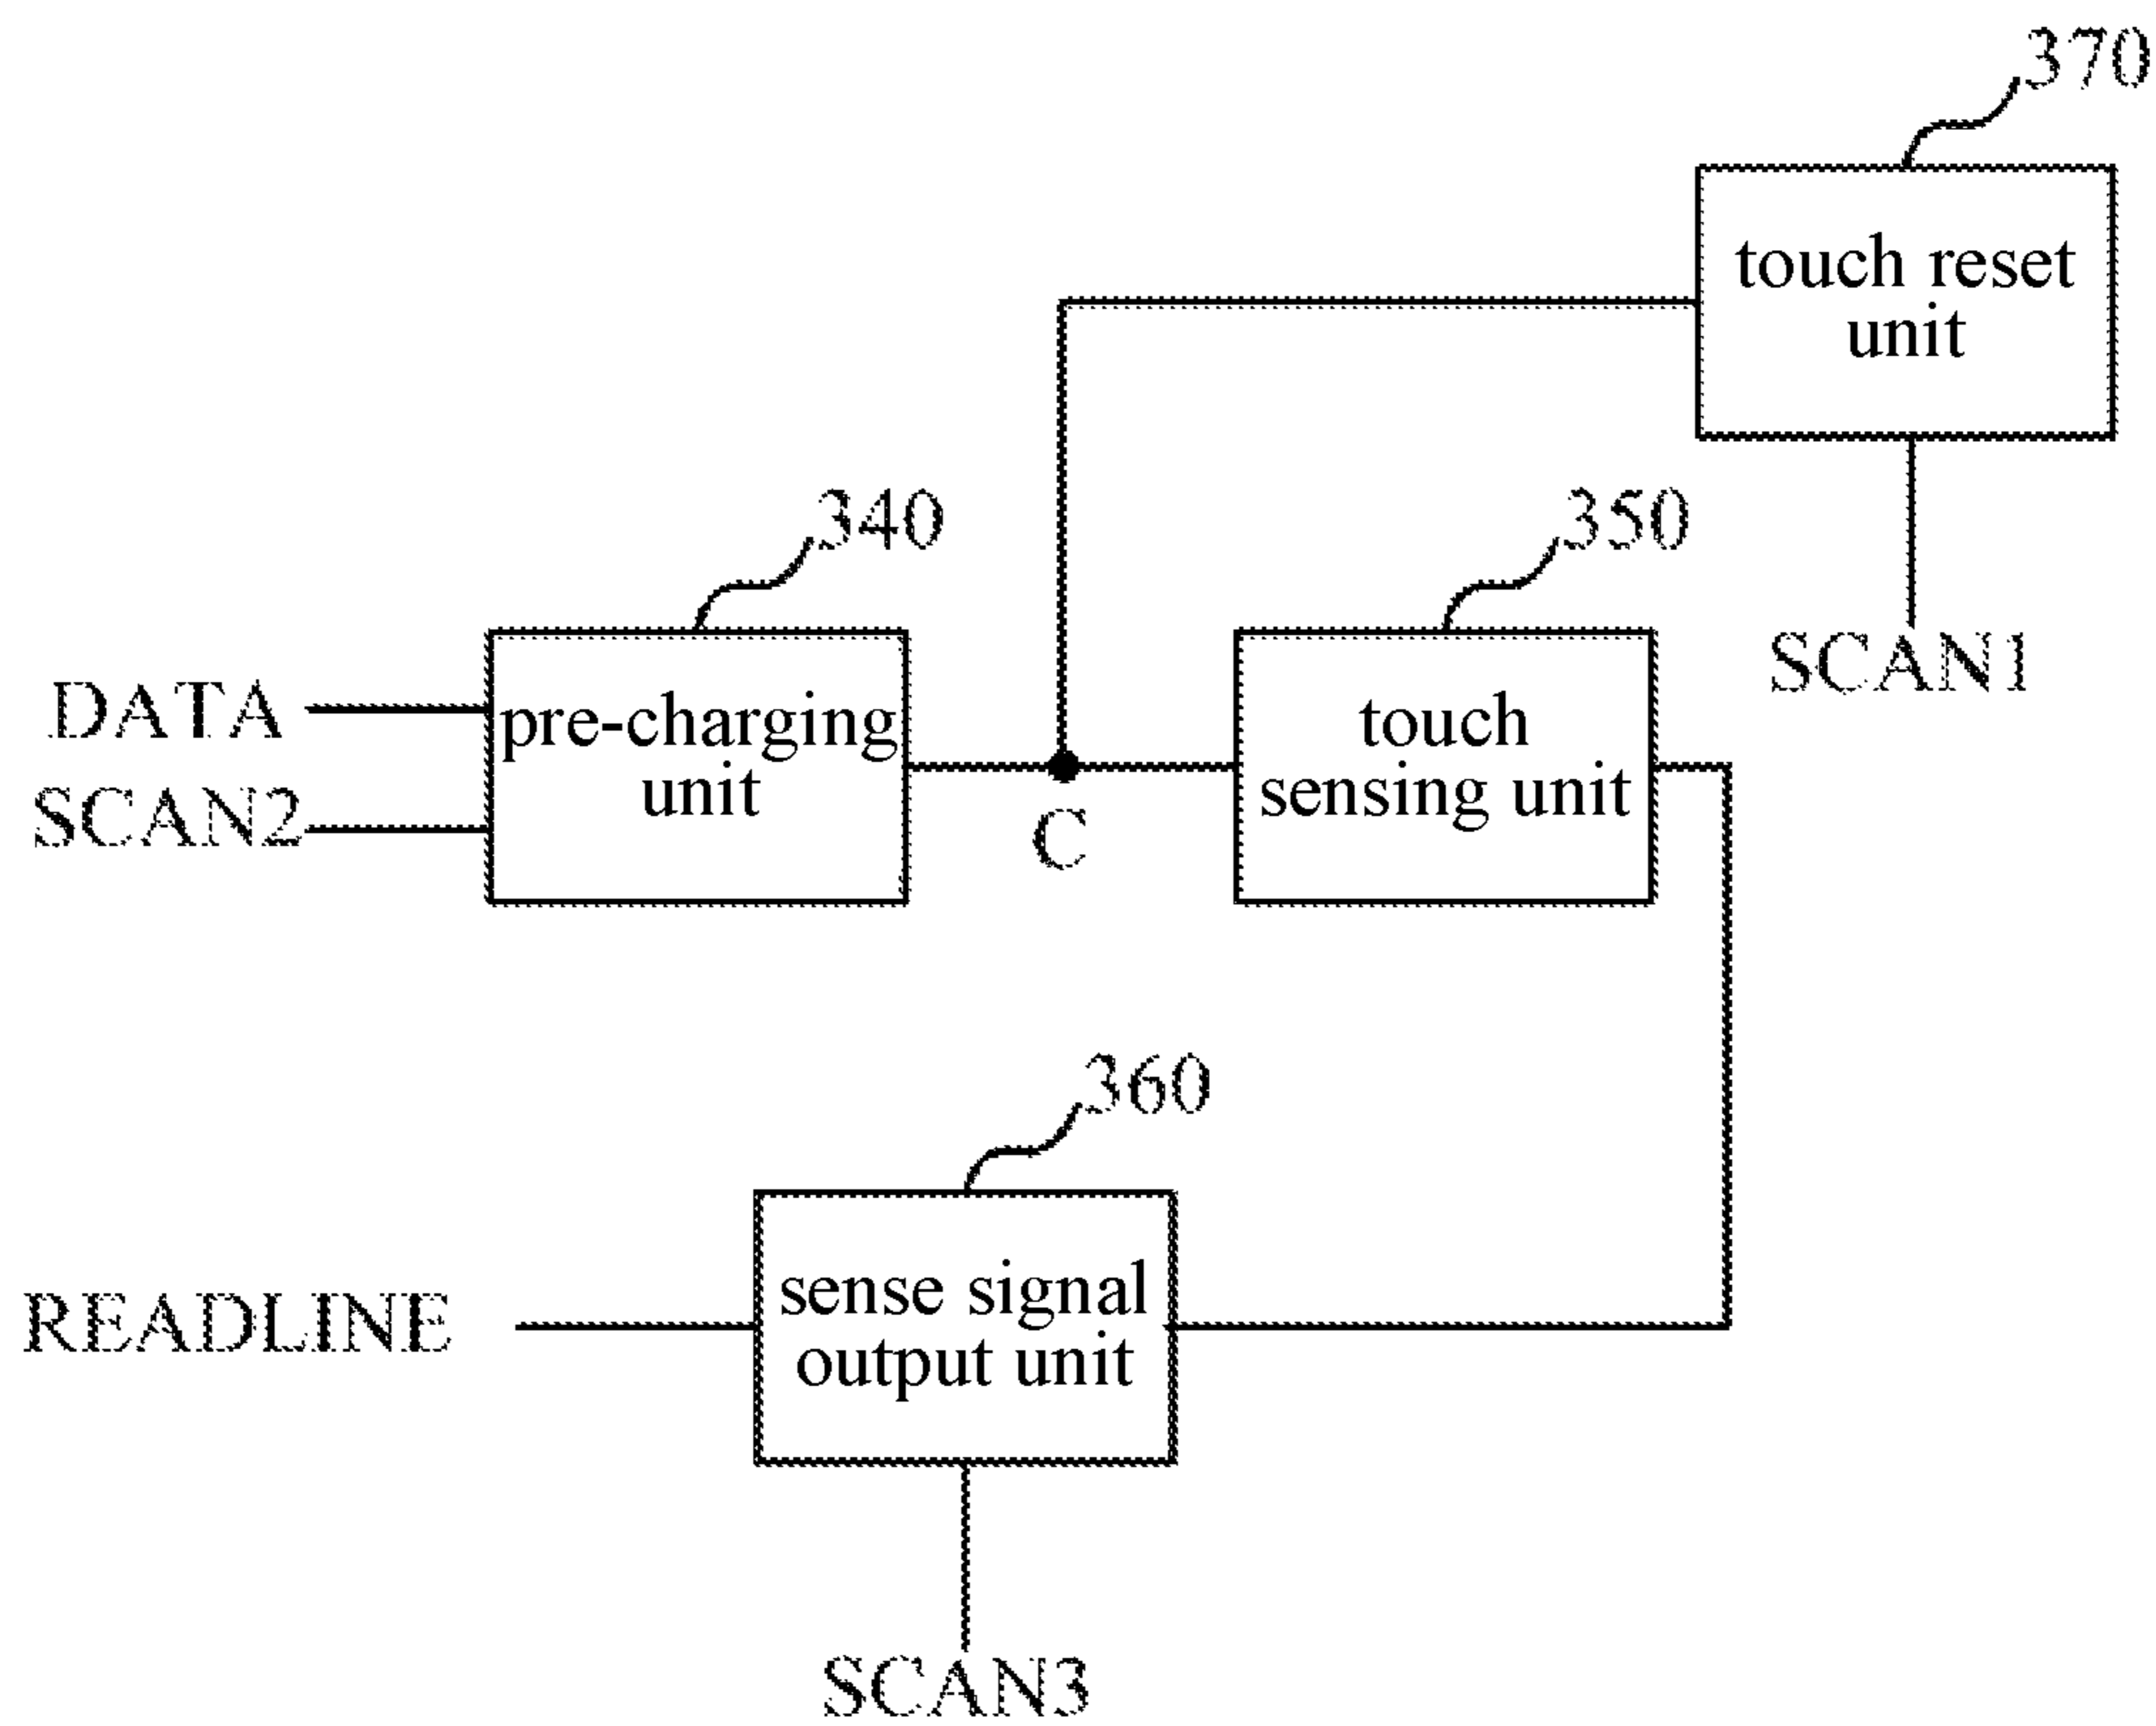 370
touch reset
unit
340
350
SCAN1
DATA
pre-charging
unit
touch
sensing unit
SCAN2
C
360
READLINE
sense signal
output unit
SCAN3